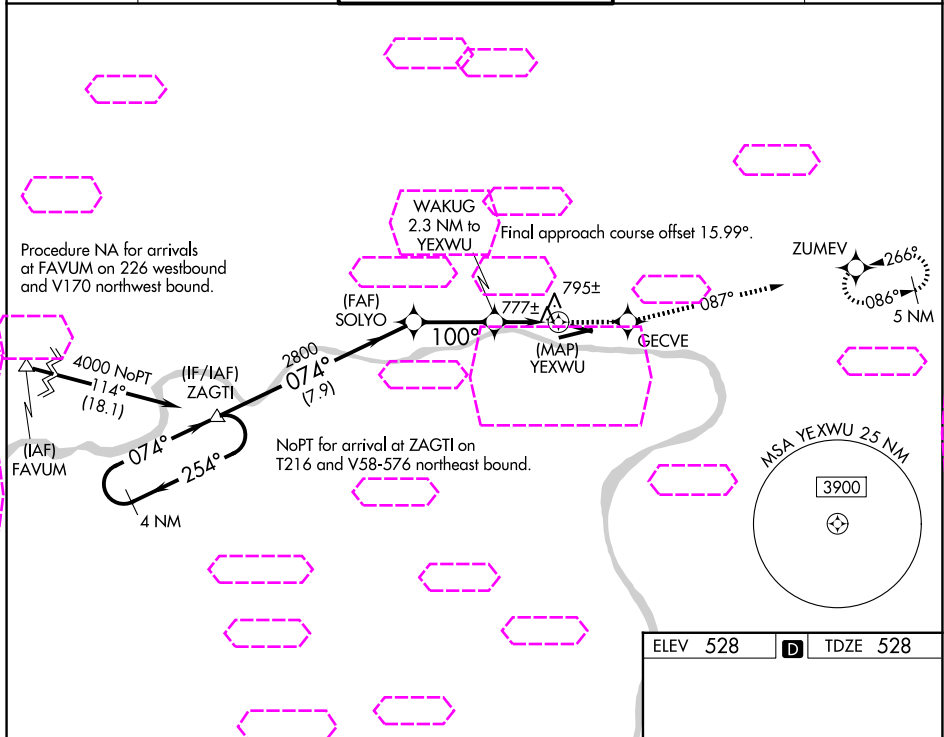 WAKUG
2.3 NM to
YEXWU
Final approach course offset 15.99°.
Procedure NA for arrivals
at FAVUM on 226 westbound
and V170 northwest bound.
ZUMEV
266°
086°
5 NM
087°
795±
777±
(FAF)
SOLYO
100°
(MAP)
YEXWU
GECVE
2800
074°
(7.9)
4000 NoPT
114°
(18.1)
(IF/IAF)
ZAGTI
(IAF)
FAVUM
074°
254°
4 NM
NoPT for arrival at ZAGTI on
T216 and V58-576 northeast bound.
MSA YEXWU 25 NM
3900
ELEV 528 D TDZE 528